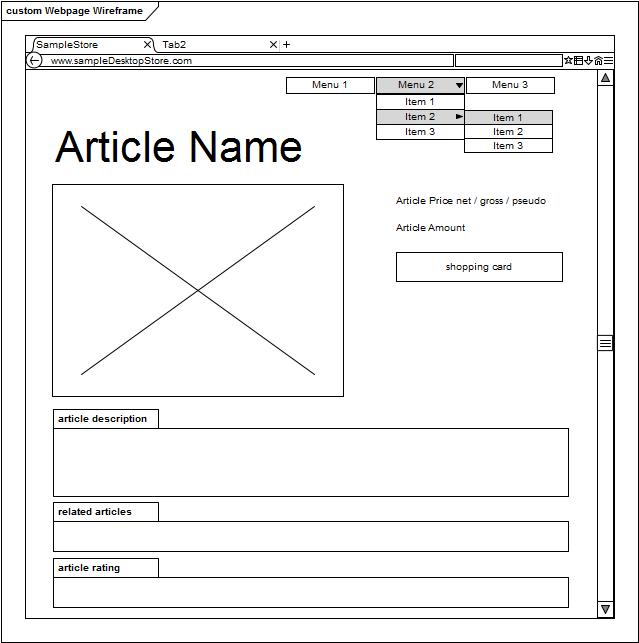 custom Webpage Wireframe
SampleStore
Tab2
www.sampleDesktopStore.com
Menu 1
Menu 2
Menu 3
Item 1
Item 2
Item 3
Item 1
Item 2
Item 3
Article Name
Article Price net / gross / pseudo
Article Amount
shopping card
article description
related articles
article rating